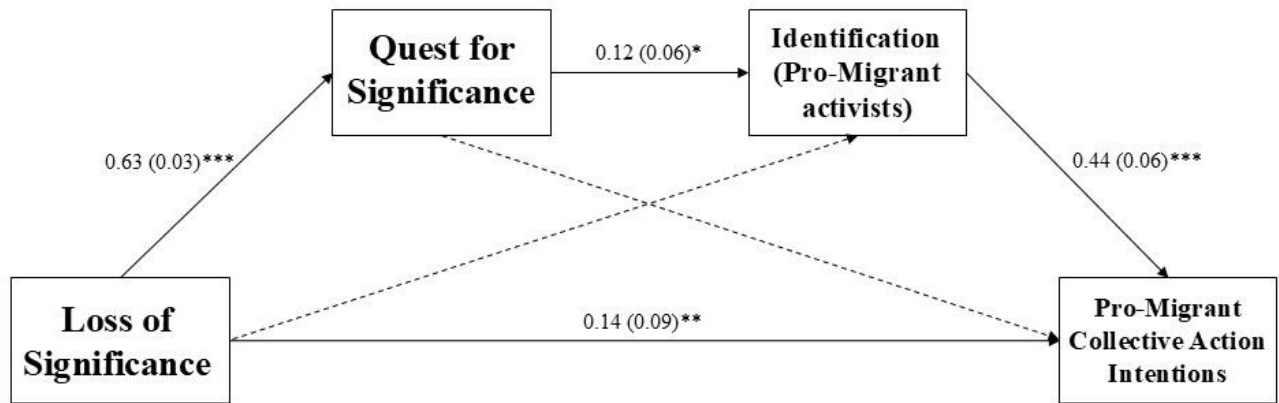 Quest for
Significance
0.12 (0.06)*
Identification
(Pro-Migrant
activists)
0.63 (0.03)***
0.44 (0.06)***
Loss of
Significance
0.14 (0.09)**
Pro-Migrant
Collective Action
Intentions